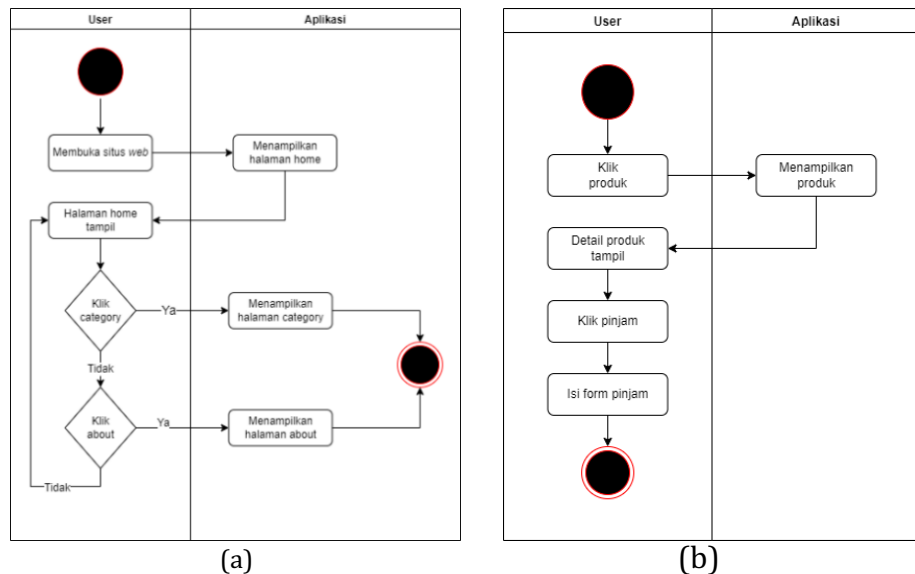 User
Aplikasi
Membuka situs web
Menampilkan
halaman home
Halaman home
tampil
Klik
category
Ya
Menampilkan
halaman category
Tidak
Klik
about
Ya
Menampilkan
halaman about
Tidak
(a)
User
Aplikasi
Klik
produk
Menampilkan
produk
Detail produk
tampil
Klik pinjam
Isi form pinjam
(b)